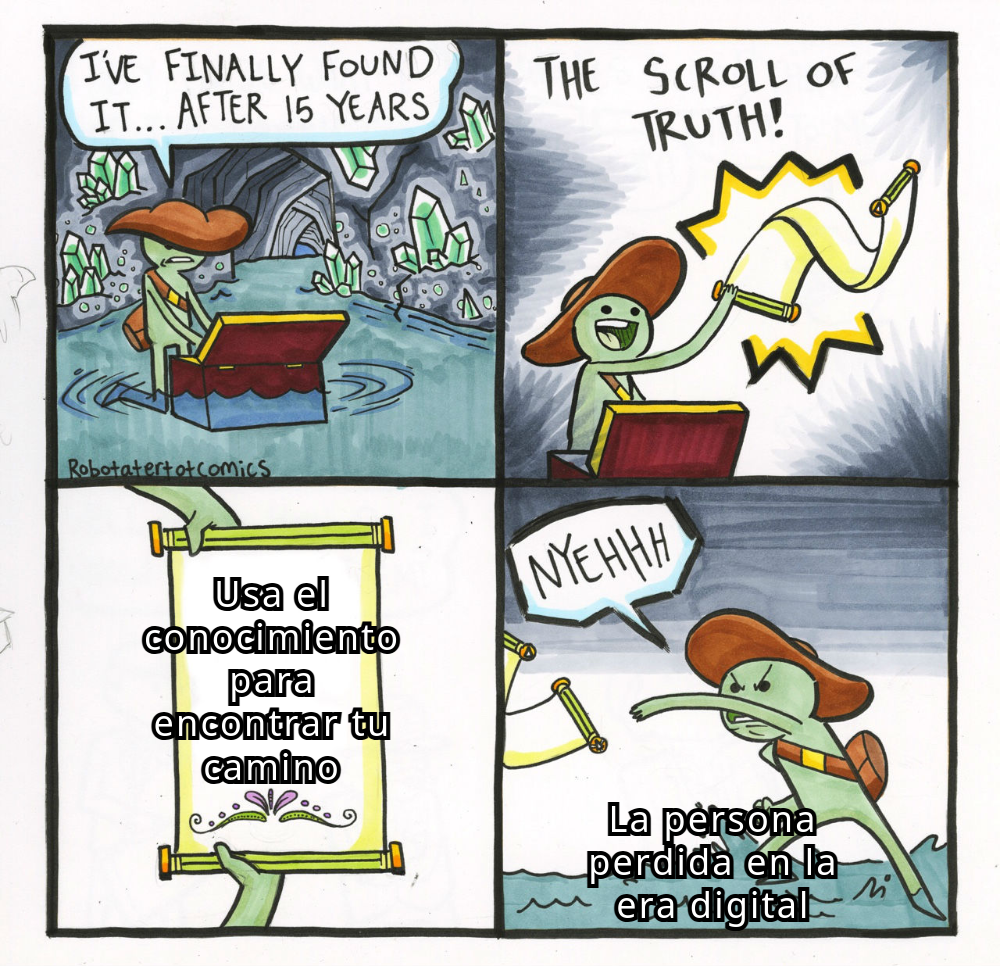 I'VE FINALLY FOUND
IT... AFTER 15 YEARS
THE SCROLL OF
TRUTH!
Robotatertotcomics
Usa el
conocimiento
para
encontrar tu
camino
NYEHHH
La persona
perdida en la
era digital